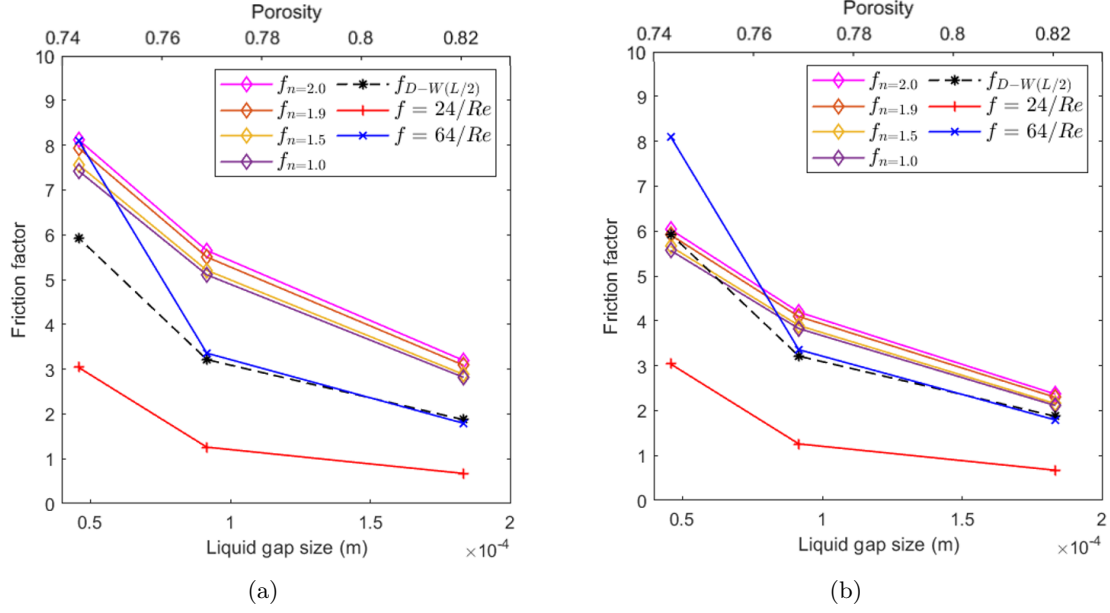 Porosity
0.74 0.76 0.78 0.8 0.82
10
9
8
7
6
5
4
3
2
1
0
Friction factor
f_{n=2.0} f_{D-W(L/2)}
f_{n=1.9} f = 24/Re
f_{n=1.5} f = 64/Re
f_{n=1.0}
0.5 1 1.5 2
Liquid gap size (m) ×10^{-4}
(a)
Porosity
0.74 0.76 0.78 0.8 0.82
10
9
8
7
6
5
4
3
2
1
0
Friction factor
f_{n=2.0} f_{D-W(L/2)}
f_{n=1.9} f = 24/Re
f_{n=1.5} f = 64/Re
f_{n=1.0}
0.5 1 1.5 2
Liquid gap size (m) ×10^{-4}
(b)